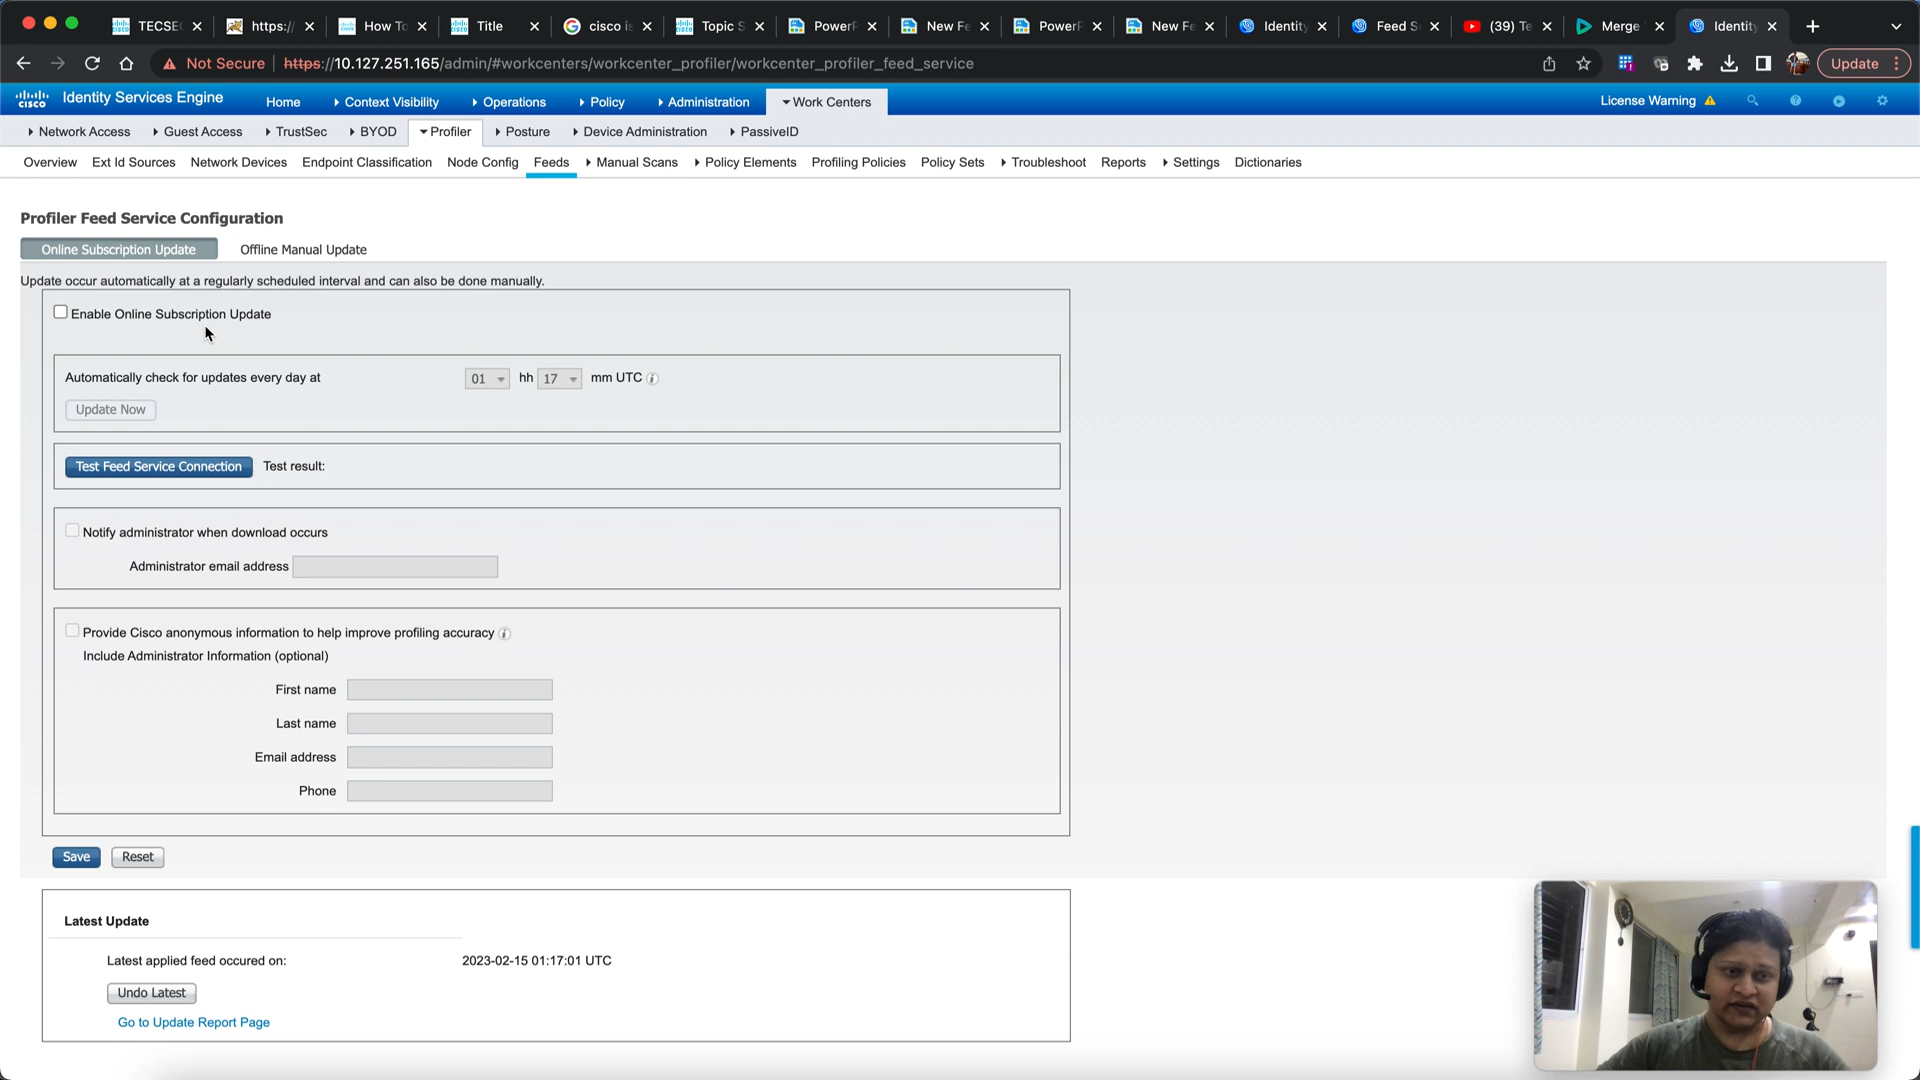 TECSEC
https:/
How To
Title
cisco is
Topic S
PowerP
New Fe
PowerP
New Fe
Identity
Feed S
(39) Te
Merge
Identity
Not Secure
https://10.127.251.165/admin/#workcenters/workcenter_profiler/workcenter_profiler_feed_service
Update
CISCO
Identity Services Engine
Home
Context Visibility
Operations
Policy
Administration
Work Centers
License Warning
Network Access
Guest Access
TrustSec
BYOD
Profiler
Posture
Device Administration
PassiveID
Overview
Ext Id Sources
Network Devices
Endpoint Classification
Node Config
Feeds
Manual Scans
Policy Elements
Profiling Policies
Policy Sets
Troubleshoot
Reports
Settings
Dictionaries
Profiler Feed Service Configuration
Online Subscription Update
Offline Manual Update
Update occur automatically at a regularly scheduled interval and can also be done manually.
Enable Online Subscription Update
Automatically check for updates every day at 01 hh 17 mm UTC
Update Now
Test Feed Service Connection Test result:
Notify administrator when download occurs
Administrator email address
Provide Cisco anonymous information to help improve profiling accuracy
Include Administrator Information (optional)
First name
Last name
Email address
Phone
Save
Reset
Latest Update
Latest applied feed occured on: 2023-02-15 01:17:01 UTC
Undo Latest
Go to Update Report Page